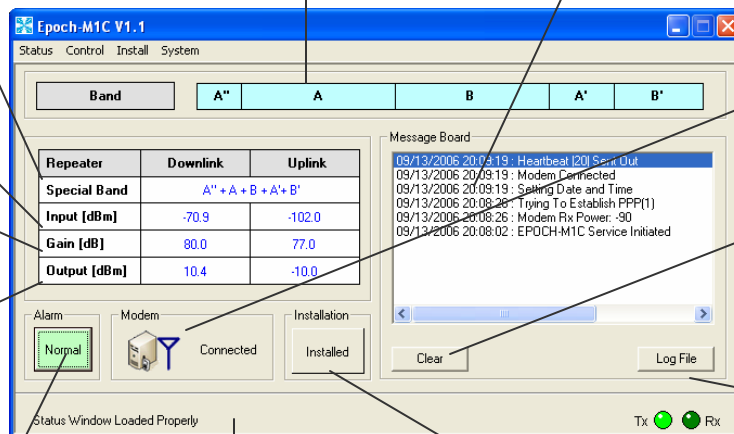 Epoch-M1C V1.1
Status Control Install System
Band A" A B A' B'
Repeater Downlink Uplink
Special Band A" + A + B + A'+ B'
Input [dBm] -70.9 -102.0
Gain [dB] 80.0 77.0
Output [dBm] 10.4 -10.0
Message Board
09/13/2006 20:09:19 : Heartbeat |20| Sent Out
09/13/2006 20:09:19 : Modem Connected
09/13/2006 20:09:19 : Setting Date and Time
09/13/2006 20:08:26 : Trying To Establish PPP(1)
09/13/2006 20:08:26 : Modem Rx Power: -90
09/13/2006 20:08:02 : EPOCH-M1C Service Initiated
Alarm
Normal
Modem
Connected
Installation
Installed
Clear
Log File
Status Window Loaded Properly
Tx Rx